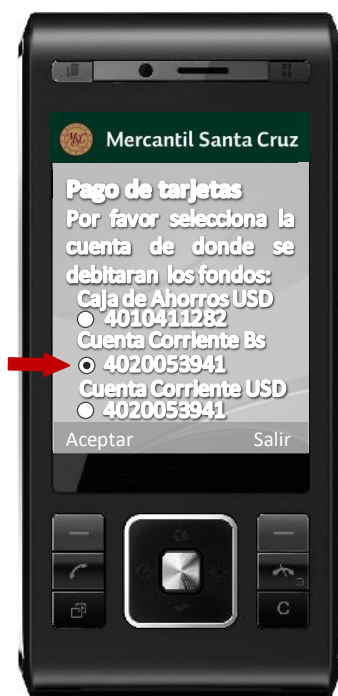 MSC Mercantil Santa Cruz
Pago de tarjetas
Por favor selecciona la
cuenta de donde se
debitaran los fondos:
Caja de Ahorros USD
4010411282
Cuenta Corriente Bs
4020053941
Cuenta Corriente USD
4020053941
Aceptar Salir
C